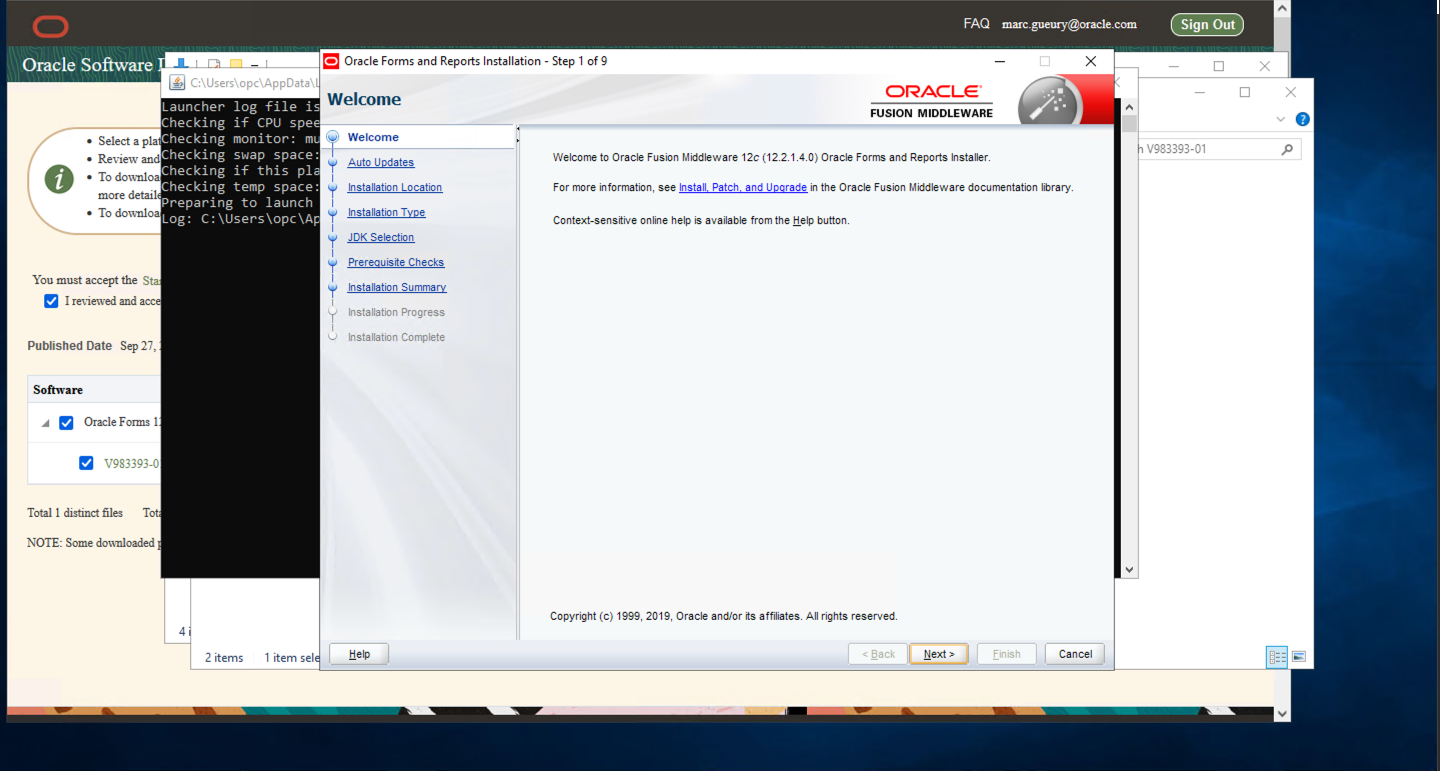 FAQ marc.gueury@oracle.com Sign Out
Oracle Software
C:\Users\opc\AppData\L
Launcher log file is
Checking if CPU spee
Checking monitor: mu
Checking swap space:
Checking if this pla
Checking temp space:
Preparing to launch
Log: C:\Users\opc\Ap
Select a plat
Review and
To downloa
more detaile
To downloa
You must accept the Sta
I reviewed and acce
Published Date Sep 27,
Software
Oracle Forms 12
V983393-0
Total 1 distinct files Tota
NOTE: Some downloaded p
4 i
2 items 1 item sele
h V983393-01
Oracle Forms and Reports Installation - Step 1 of 9
Welcome
ORACLE
FUSION MIDDLEWARE
Welcome
Auto Updates
Installation Location
Installation Type
JDK Selection
Prerequisite Checks
Installation Summary
Installation Progress
Installation Complete
Welcome to Oracle Fusion Middleware 12c (12.2.1.4.0) Oracle Forms and Reports Installer.
For more information, see Install, Patch, and Upgrade in the Oracle Fusion Middleware documentation library.
Context-sensitive online help is available from the Help button.
Copyright (c) 1999, 2019, Oracle and/or its affiliates. All rights reserved.
Help < Back Next > Finish Cancel